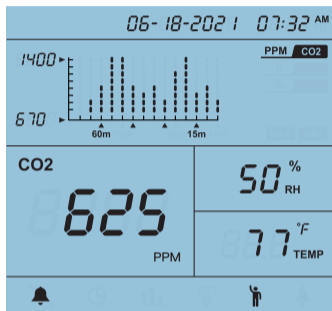 06-18-2021 07:32 AM
PPM CO2
1400
670
60m 15m
CO2
625
PPM
50 % RH
77 °F TEMP